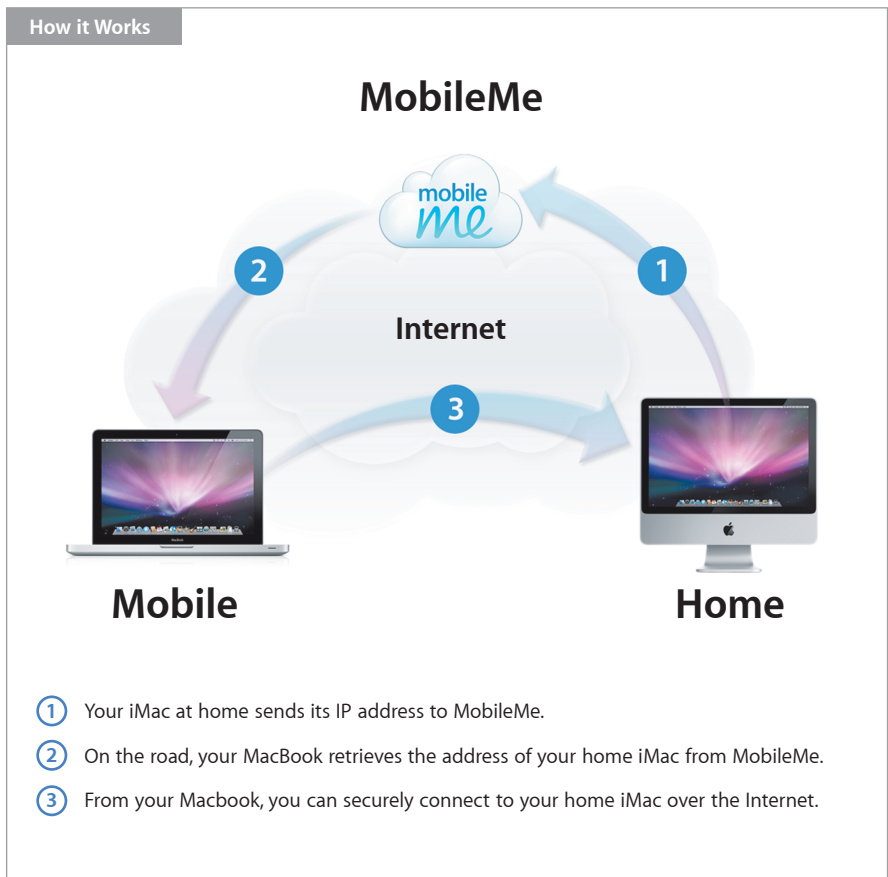 How it Works
MobileMe
mobile
me
2
1
Internet
3
Mobile
Home
1 Your iMac at home sends its IP address to MobileMe.
2 On the road, your MacBook retrieves the address of your home iMac from MobileMe.
3 From your Macbook, you can securely connect to your home iMac over the Internet.